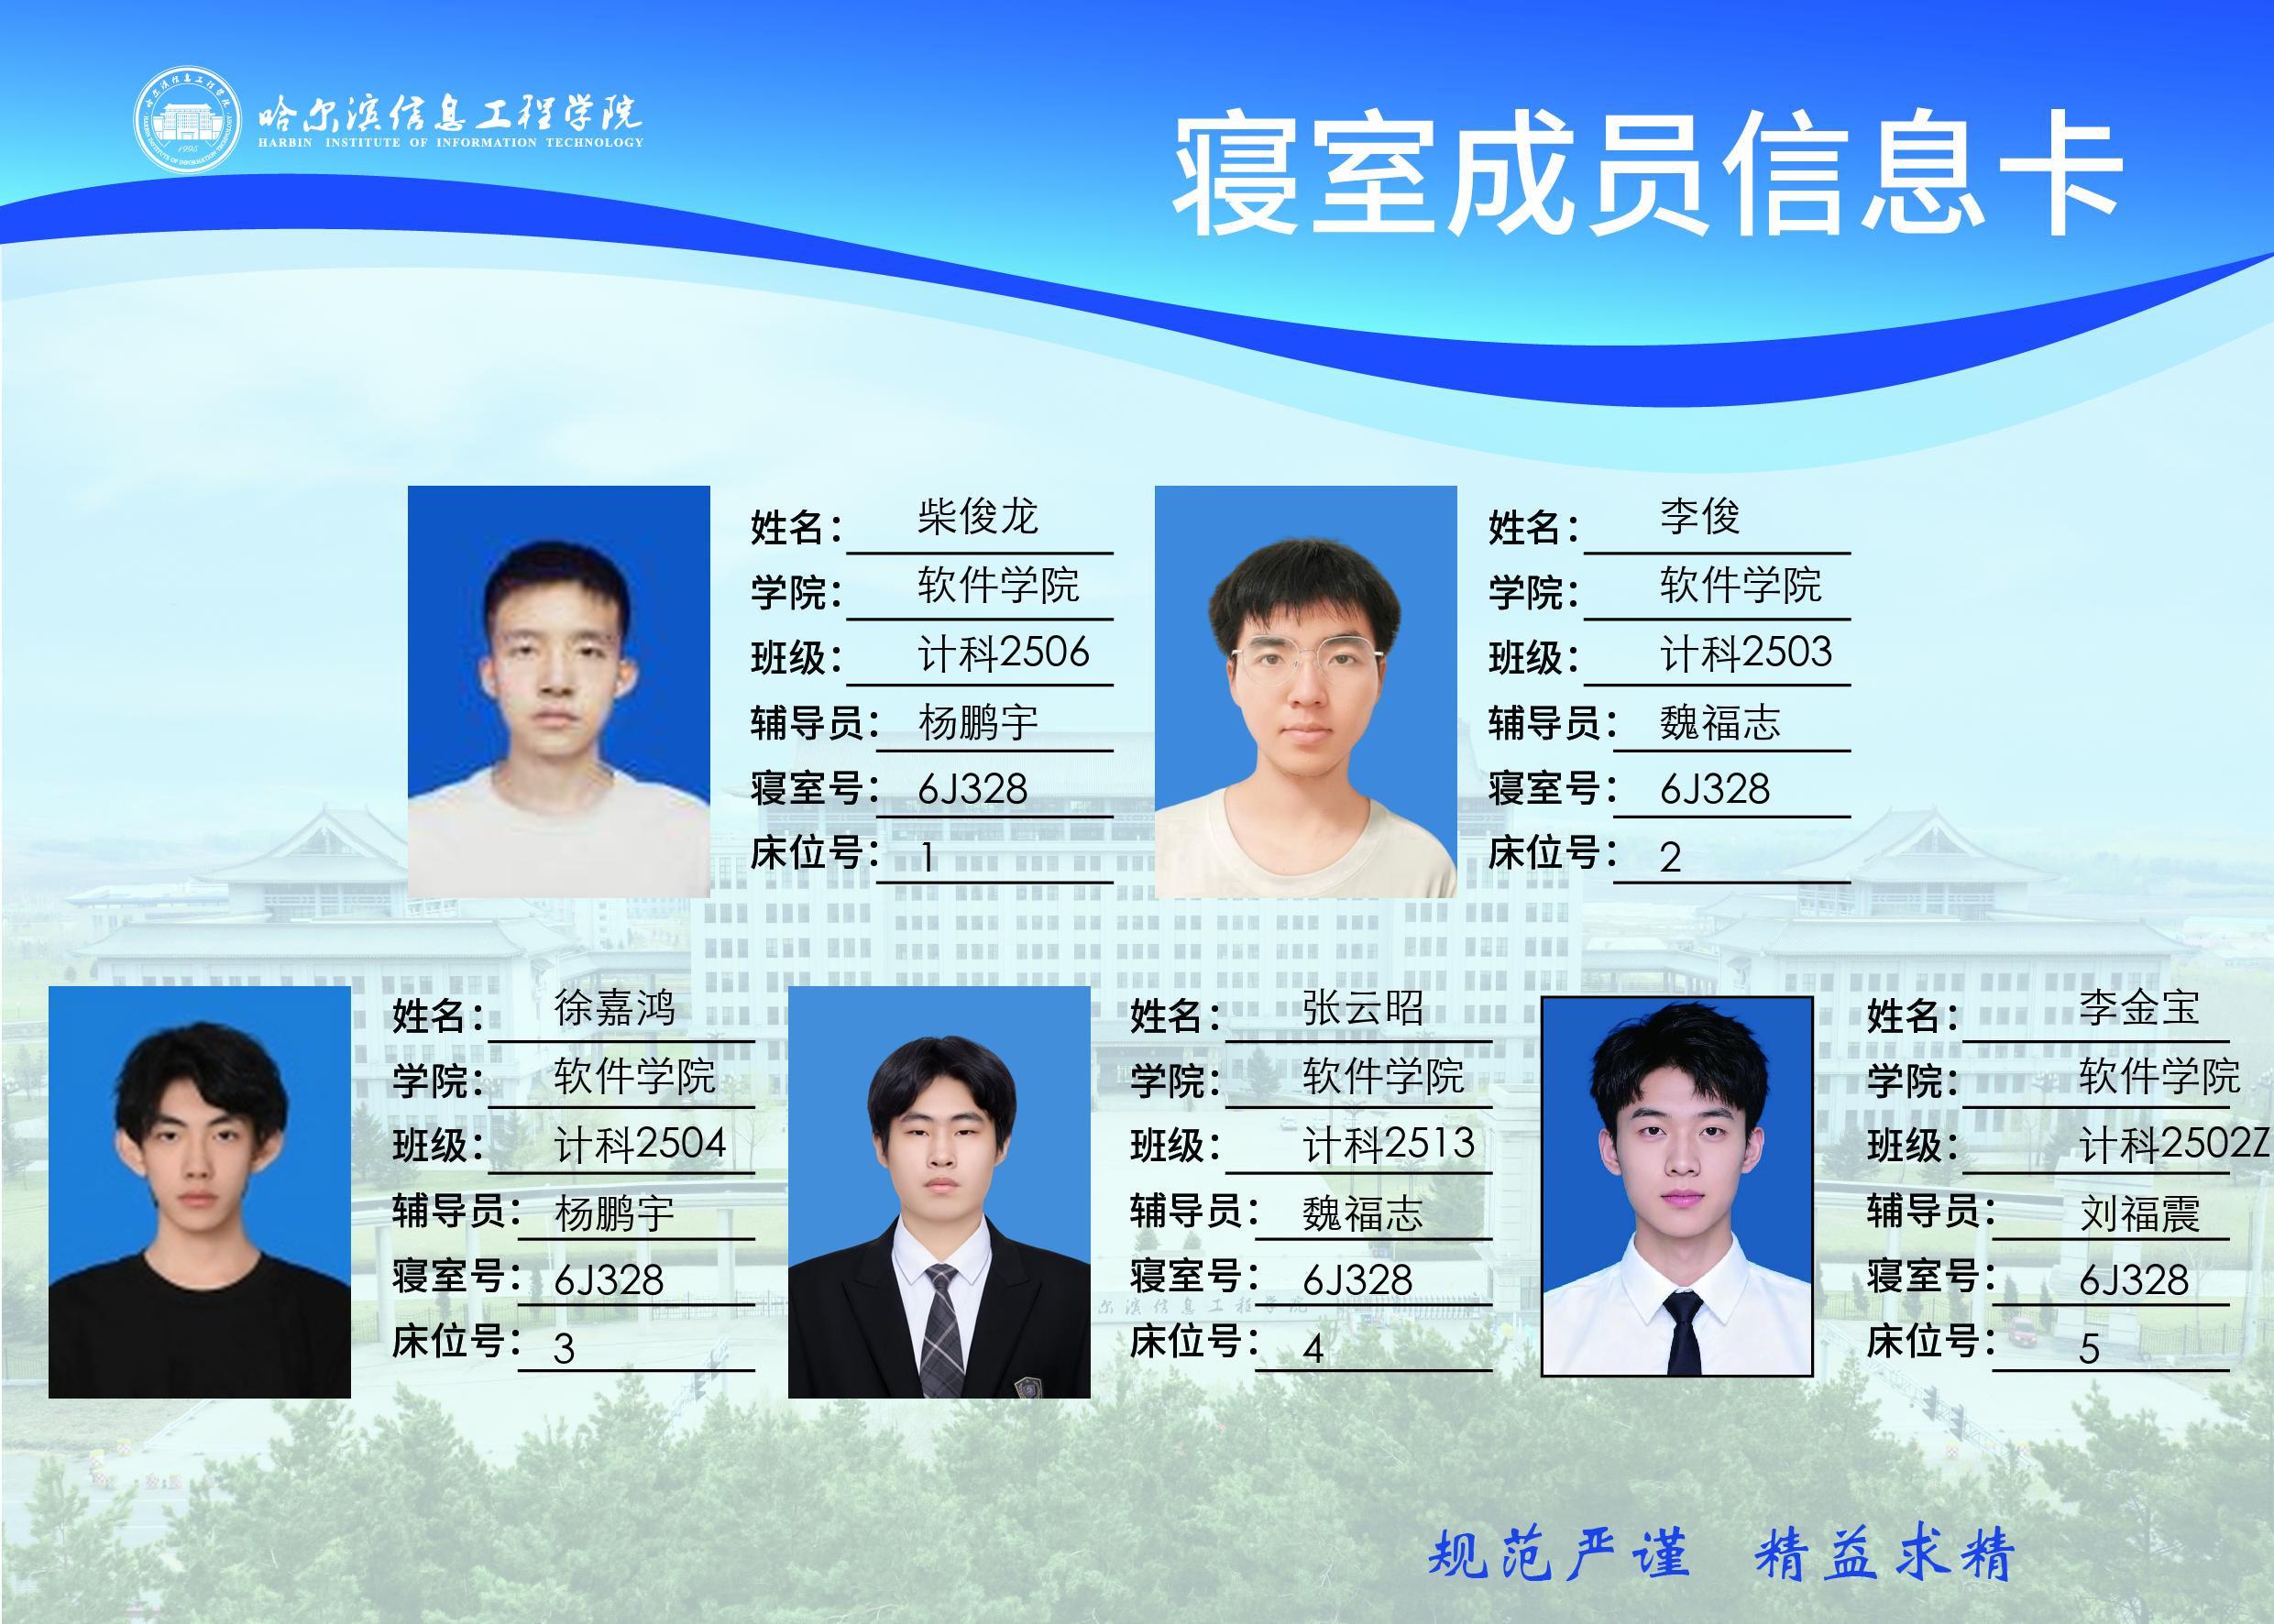 哈尔滨信息工程学院
HARBIN INSTITUTE OF INFORMATION TECHNOLOGY
1995
寝室成员信息卡
姓名： 柴俊龙
学院： 软件学院
班级： 计科2506
辅导员： 杨鹏宇
寝室号： 6J328
床位号： 1
姓名： 李俊
学院： 软件学院
班级： 计科2503
辅导员： 魏福志
寝室号： 6J328
床位号： 2
姓名： 徐嘉鸿
学院： 软件学院
班级： 计科2504
辅导员： 杨鹏宇
寝室号： 6J328
床位号： 3
姓名： 张云昭
学院： 软件学院
班级： 计科2513
辅导员： 魏福志
寝室号： 6J328
床位号： 4
姓名： 李金宝
学院： 软件学院
班级： 计科2502Z
辅导员： 刘福震
寝室号： 6J328
床位号： 5
尔滨信息工程学院
规范严谨 精益求精